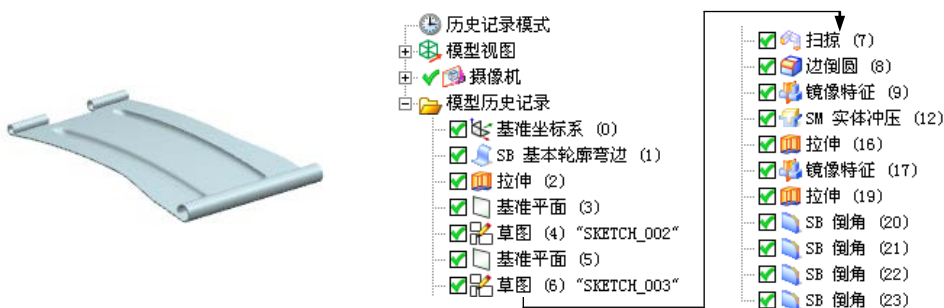 历史记录模式
模型视图
摄像机
模型历史记录
基准坐标系 (0)
SB 基本轮廓弯边 (1)
拉伸 (2)
基准平面 (3)
草图 (4) "SKETCH_002"
基准平面 (5)
草图 (6) "SKETCH_003"
扫掠 (7)
边倒圆 (8)
镜像特征 (9)
SM 实体冲压 (12)
拉伸 (16)
镜像特征 (17)
拉伸 (19)
SB 倒角 (20)
SB 倒角 (21)
SB 倒角 (22)
SB 倒角 (23)